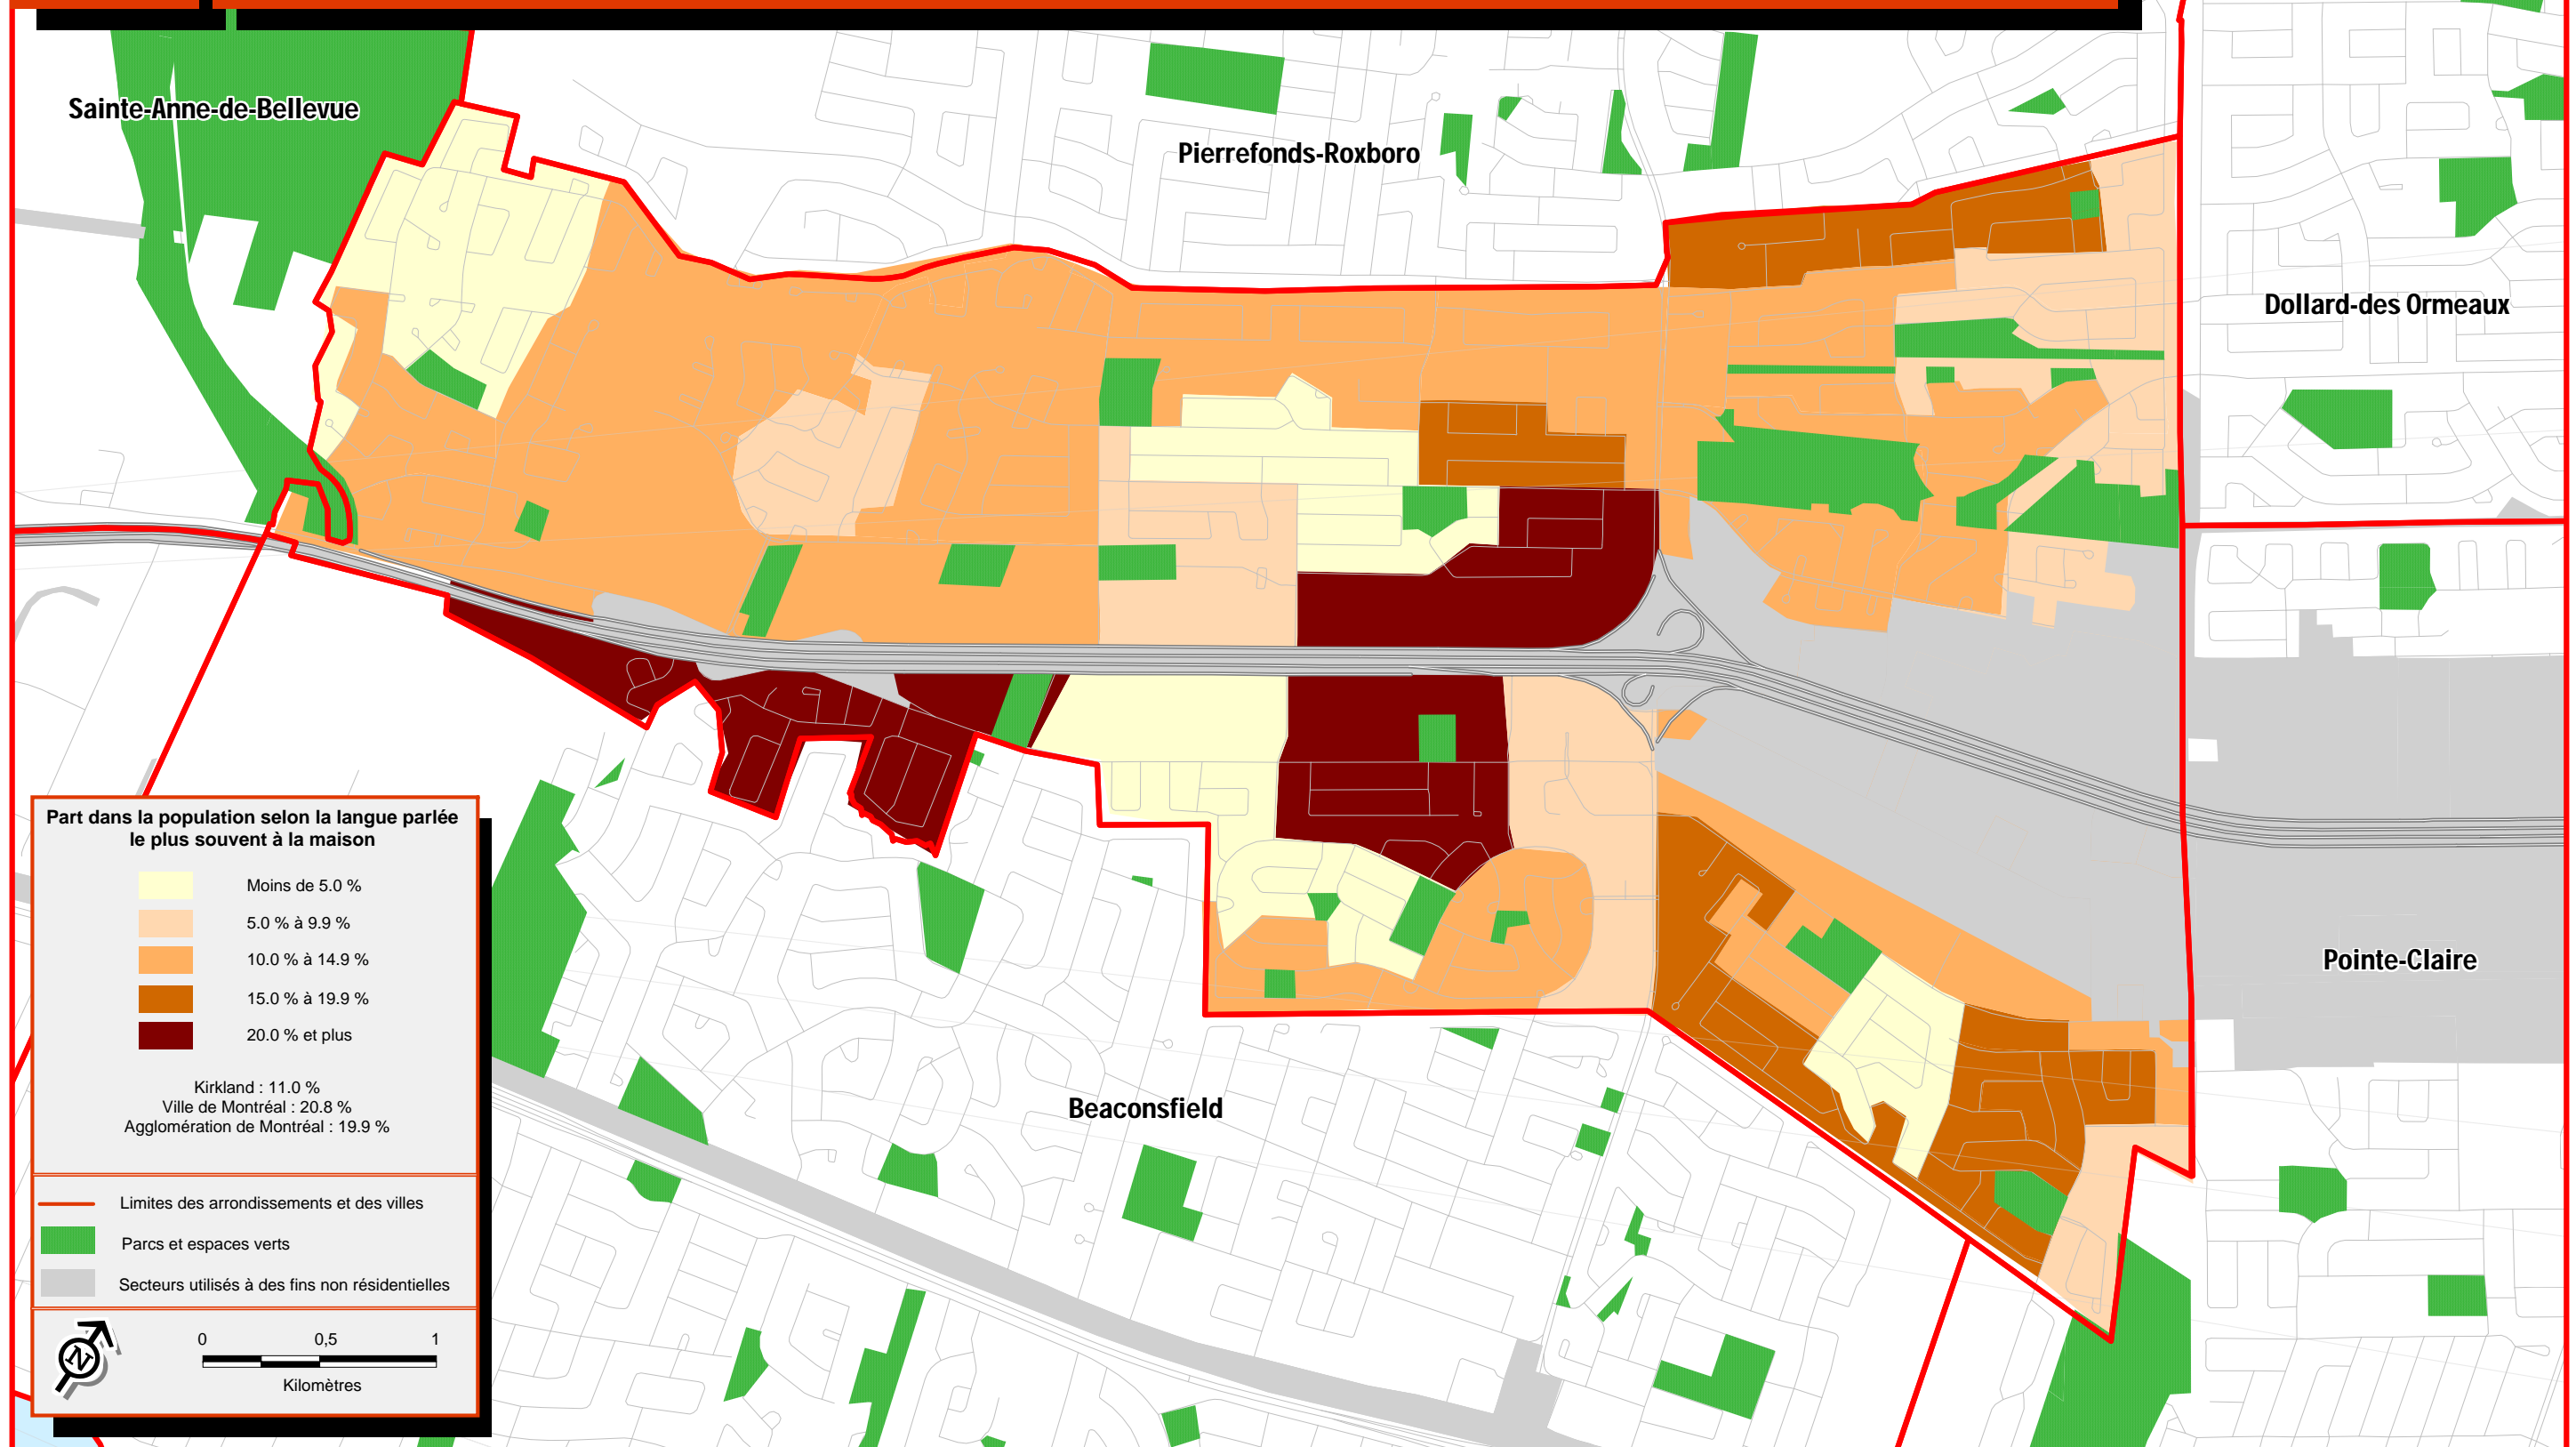 Sainte-Anne-de-Bellevue
Pierrefonds-Roxboro
Dollard-des Ormeaux
Pointe-Claire
Beaconsfield
Part dans la population selon la langue parlée
le plus souvent à la maison
Moins de 5.0 %
5.0 % à 9.9 %
10.0 % à 14.9 %
15.0 % à 19.9 %
20.0 % et plus
Kirkland : 11.0 %
Ville de Montréal : 20.8 %
Agglomération de Montréal : 19.9 %
Limites des arrondissements et des villes
Parcs et espaces verts
Secteurs utilisés à des fins non résidentielles
N
0 0,5 1
Kilomètres